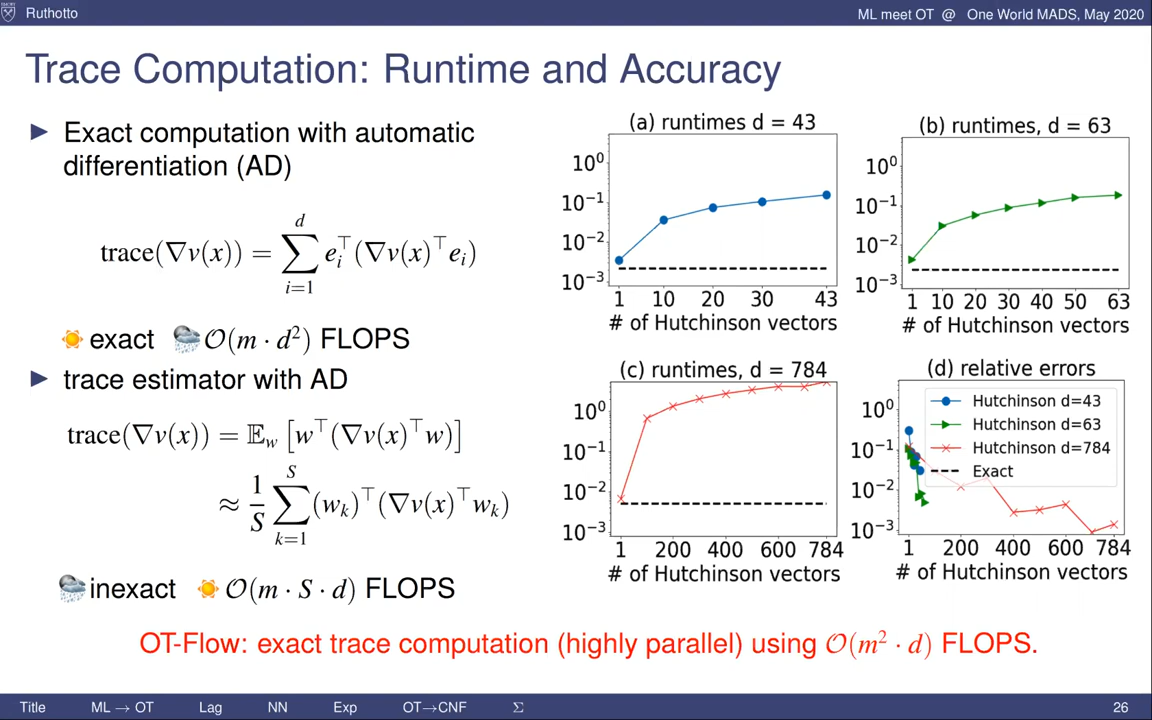 Ruthotto
ML meet OT @ One World MADS, May 2020
Trace Computation: Runtime and Accuracy
▶ Exact computation with automatic
differentiation (AD)
trace(∇v(x)) = ∑_{i=1}^{d} e_i^⊤(∇v(x)^⊤ e_i)
exact O(m · d²) FLOPS
▶ trace estimator with AD
trace(∇v(x)) = 𝔼_w [w^⊤(∇v(x)^⊤ w)]
≈ 1/S ∑_{k=1}^{S} (w_k)^⊤(∇v(x)^⊤ w_k)
inexact O(m · S · d) FLOPS
(a) runtimes d = 43
10⁰
10⁻¹
10⁻²
10⁻³
1 10 20 30 43
# of Hutchinson vectors
(b) runtimes, d = 63
10⁰
10⁻¹
10⁻²
10⁻³
1 10 20 30 40 50 63
# of Hutchinson vectors
(c) runtimes, d = 784
10⁰
10⁻¹
10⁻²
10⁻³
1 200 400 600 784
# of Hutchinson vectors
(d) relative errors
Hutchinson d=43
Hutchinson d=63
Hutchinson d=784
Exact
10⁰
10⁻¹
10⁻²
10⁻³
1 200 400 600 784
# of Hutchinson vectors
OT-Flow: exact trace computation (highly parallel) using O(m² · d) FLOPS.
Title ML → OT Lag NN Exp OT→CNF Σ 26